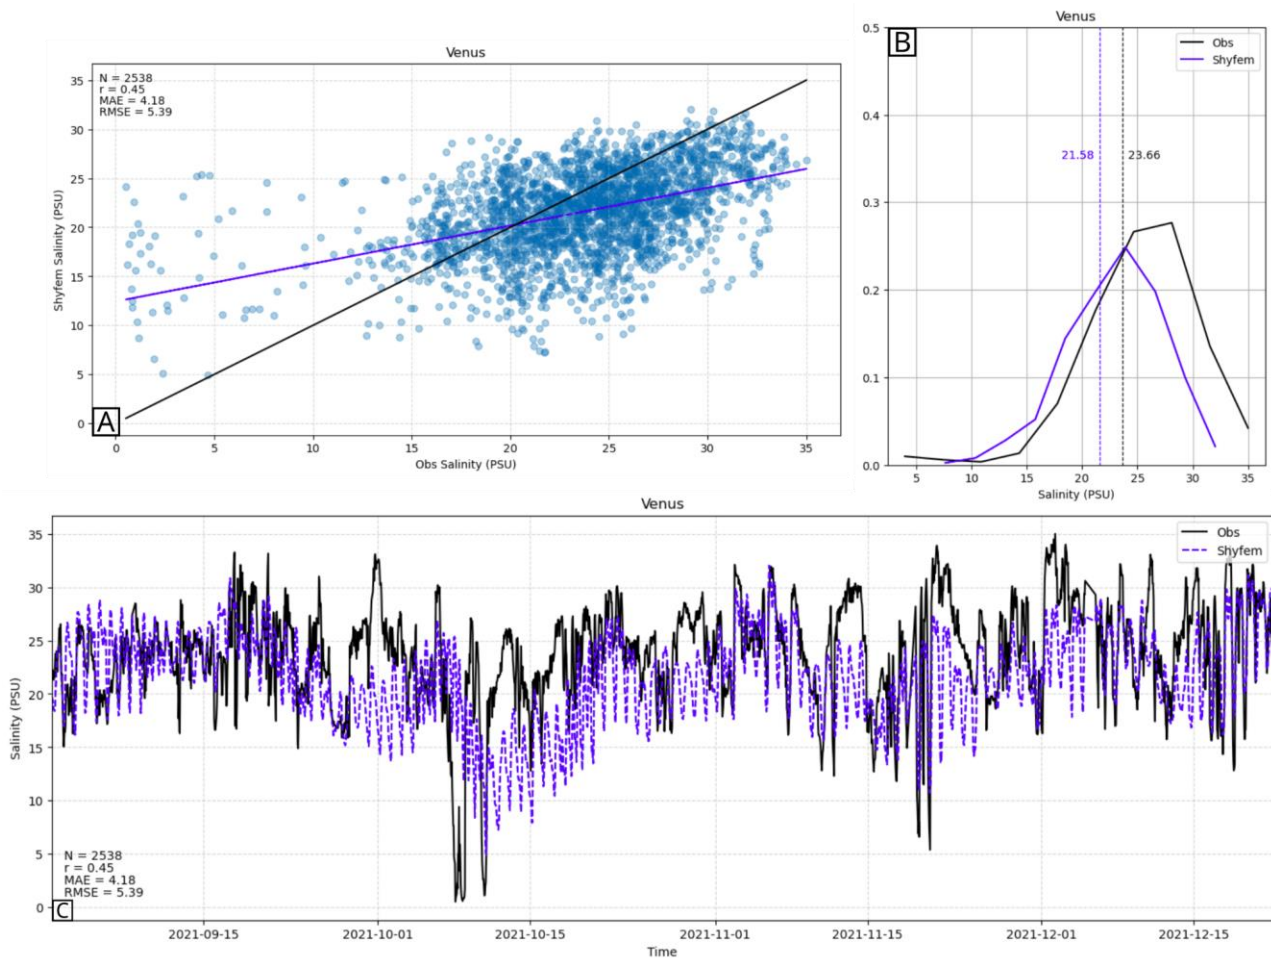 Venus
N = 2538
r = 0.45
MAE = 4.18
RMSE = 5.39
35
30
25
20
15
10
5
0
Shyfem Salinity (PSU)
A
0 5 10 15 20 25 30 35
Obs Salinity (PSU)
Venus
B
Obs
Shyfem
0.5
0.4
0.3
0.2
0.1
0.0
21.58 23.66
5 10 15 20 25 30 35
Salinity (PSU)
Venus
Obs
Shyfem
35
30
25
20
15
10
5
0
Salinity (PSU)
N = 2538
r = 0.45
MAE = 4.18
RMSE = 5.39
C
2021-09-15 2021-10-01 2021-10-15 2021-11-01 2021-11-15 2021-12-01 2021-12-15
Time